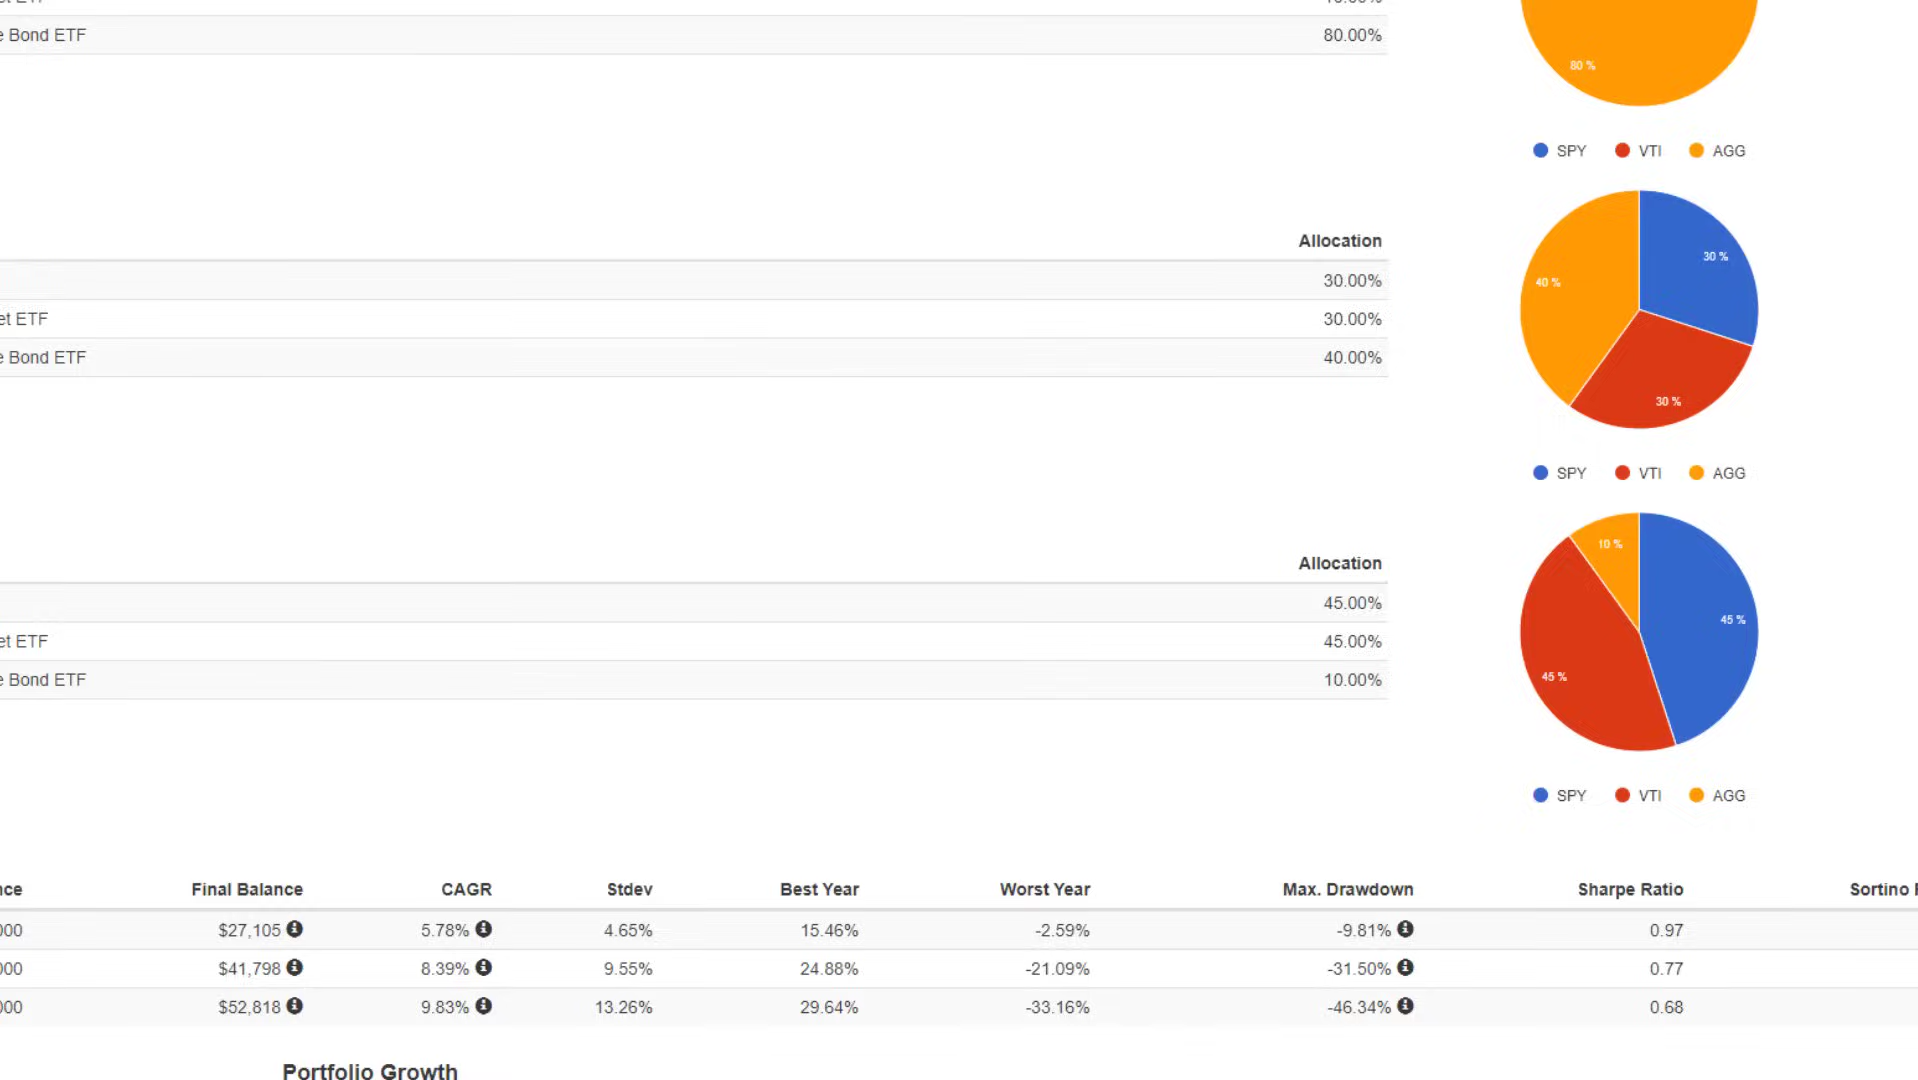 80.00%
e Bond ETF
80 %
SPY VTI AGG
Allocation
30.00%
et ETF 30.00%
e Bond ETF 40.00%
30 %
40 %
30 %
SPY VTI AGG
Allocation
45.00%
et ETF 45.00%
e Bond ETF 10.00%
10 %
45 %
45 %
SPY VTI AGG
nce Final Balance CAGR Stdev Best Year Worst Year Max. Drawdown Sharpe Ratio Sortino
000 $27,105 5.78% 4.65% 15.46% -2.59% -9.81% 0.97
000 $41,798 8.39% 9.55% 24.88% -21.09% -31.50% 0.77
000 $52,818 9.83% 13.26% 29.64% -33.16% -46.34% 0.68
Portfolio Growth